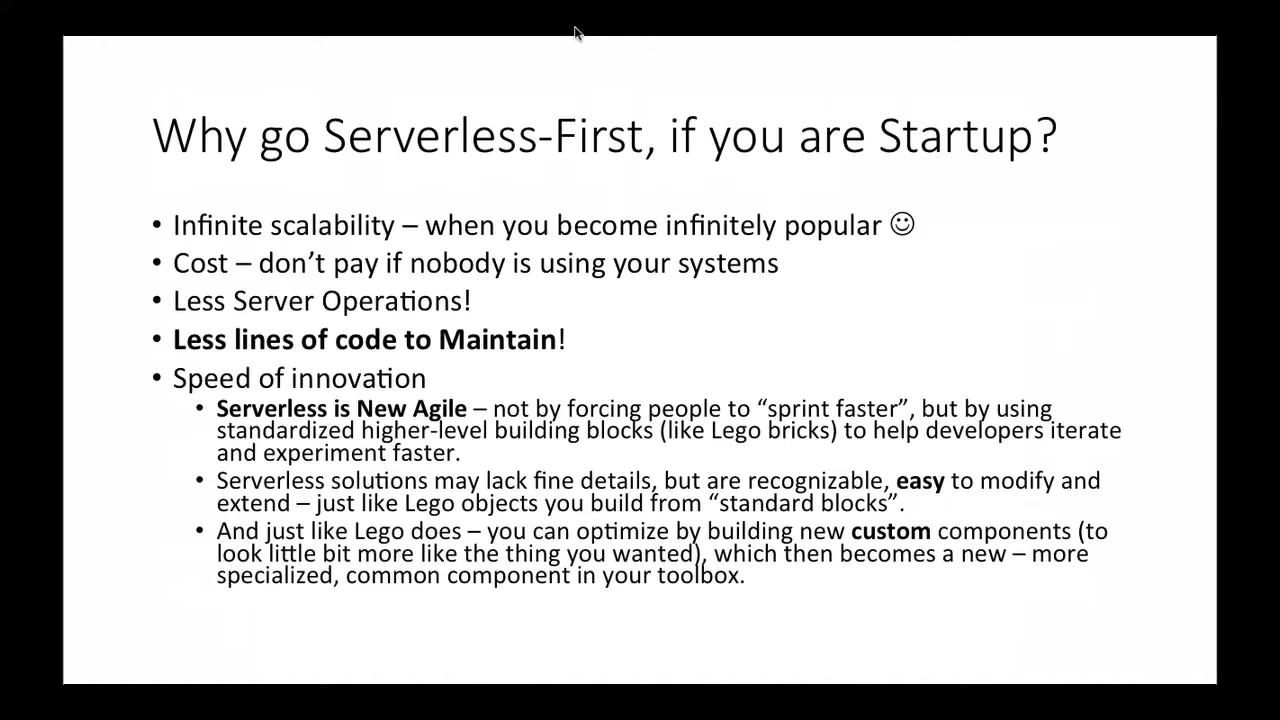 Why go Serverless-First, if you are Startup?
• Infinite scalability – when you become infinitely popular ☺
• Cost – don’t pay if nobody is using your systems
• Less Server Operations!
• Less lines of code to Maintain!
• Speed of innovation
• Serverless is New Agile – not by forcing people to “sprint faster”, but by using
standardized higher-level building blocks (like Lego bricks) to help developers iterate
and experiment faster.
• Serverless solutions may lack fine details, but are recognizable, easy to modify and
extend – just like Lego objects you build from “standard blocks”.
• And just like Lego does – you can optimize by building new custom components (to
look little bit more like the thing you wanted), which then becomes a new – more
specialized, common component in your toolbox.